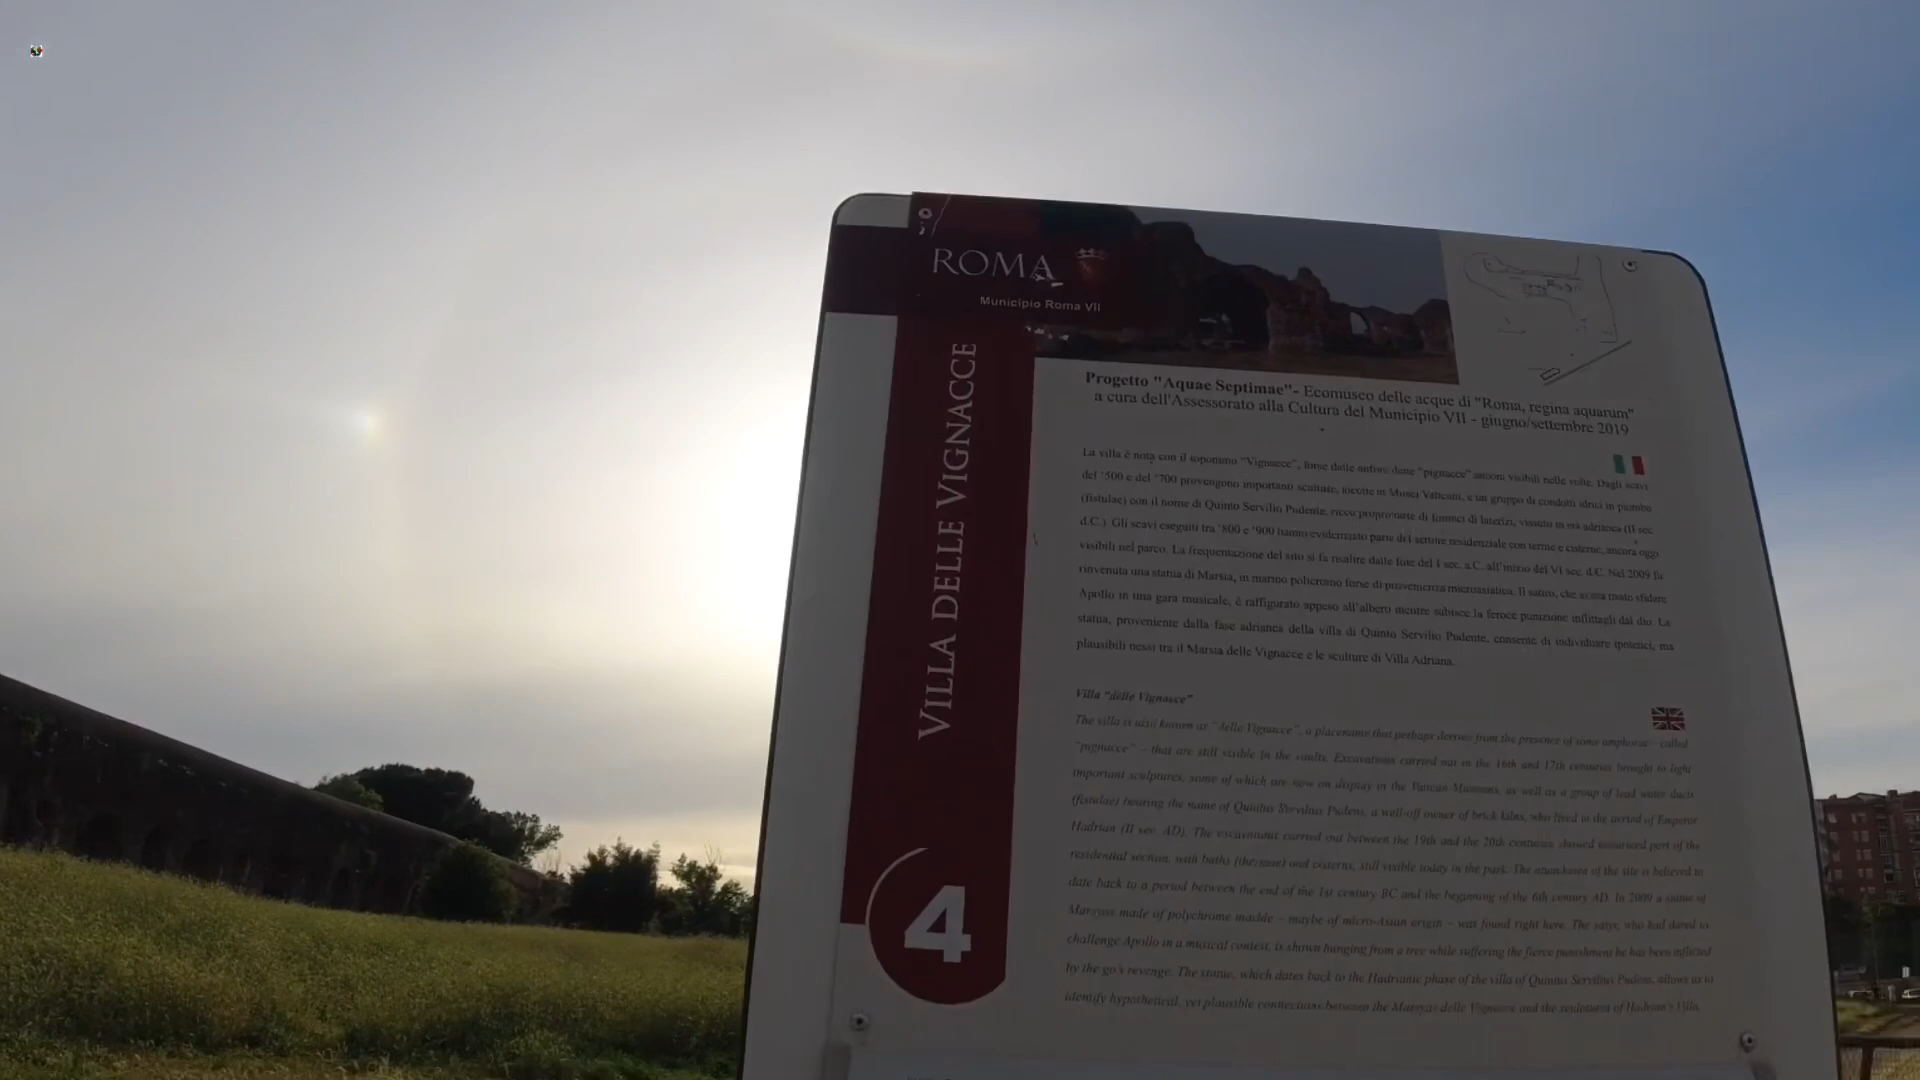 ROMA
Municipio Roma VII
VILLA DELLE VIGNACCE
4
Progetto "Aquae Septimae"- Ecomuseo delle acque di "Roma, regina aquarum"
a cura dell'Assessorato alla Cultura del Municipio VII - giugno/settembre 2019
La villa è nota con il toponimo "Vignacce", forse dalle anfore dette "pignacce" ancora visibili nelle volte. Dagli scavi
del '500 e del '700 provengono importanti sculture, Musei Vaticani, e un gruppo di condotti idrici in piombo
(fistulae) con il nome di Quinto Servilio Pudente, ricco proprietario di fornaci di laterizi, vissuto in età adrianea (II sec.
d.C.). Gli scavi eseguiti tra '800 e '900 hanno evidenziato parte del settore residenziale con terme e cisterne, ancora oggi
visibili nel parco. La frequentazione del sito si fa risalire dalla fine del I sec. a.C. all'inizio del VI sec. d.C. Nel 2009 fu
rinvenuta una statua di Marsia, in marmo policromo forse di provenienza microasiatica. Il satiro, che aveva osato sfidare
Apollo in una gara musicale, è raffigurato appeso all'albero mentre subisce la feroce punizione inflittagli dal dio. La
statua, proveniente dalla fase adrianea della villa di Quinto Servilio Pudente, consente di individuare ipotetici, ma
plausibili nessi tra il Marsia delle Vignacce e le sculture di Villa Adriana.
Villa "delle Vignacce"
The villa is also known as "delle Vignacce", a placename that perhaps derives from the presence of some amphorae – called
"pignacce" – that are still visible in the vaults. Excavations carried out in the 16th and 17th centuries brought to light
important sculptures, some of which are now on display in the Vatican Museums, as well as a group of lead water ducts
(fistulae) bearing the name of Quintus Servilius Pudens, a well-off owner of brick kilns, who lived in the period of Emperor
Hadrian (II sec. AD). The excavations carried out between the 19th and the 20th centuries showed part of the
residential section, with baths (thermae) and cisterns, still visible today in the park. The of the site is believed to
date back to a period between the end of the 1st century BC and the beginning of the 6th century AD. In 2009 a statue of
Marsyas made of polychrome marble – maybe of micro-Asian origin – was found right here. The satyr, who had dared to
challenge Apollo in a musical contest, is shown hanging from a tree while suffering the fierce punishment he has been inflicted
by the go's revenge. The statue, which dates back to the Hadrianic phase of the villa of Quintus Servilius Pudens, allows us to
identify hypothetical, yet plausible connections between the Marsyas delle Vignacce and the sculptures of Hadrian's Villa.